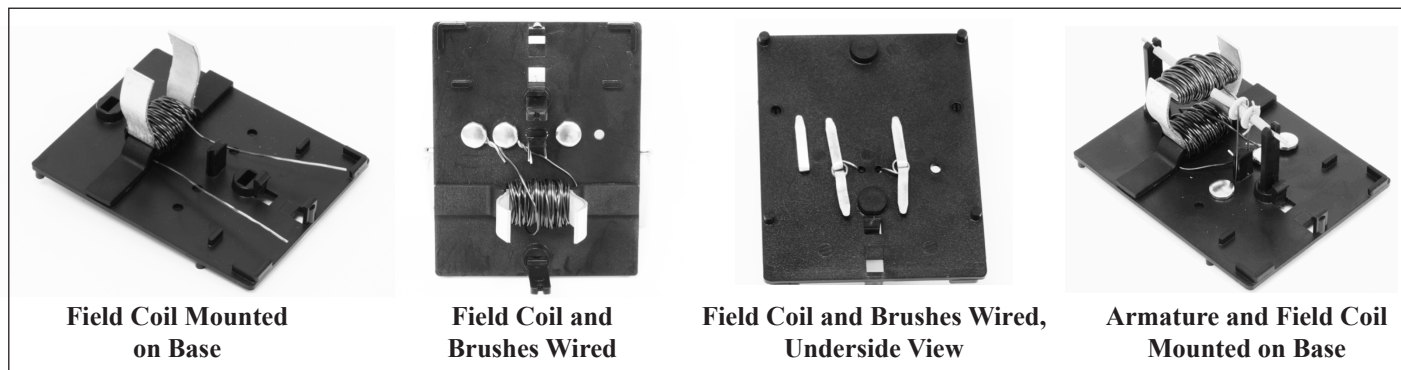 Field Coil Mounted
on Base
Field Coil and
Brushes Wired
Field Coil and Brushes Wired,
Underside View
Armature and Field Coil
Mounted on Base